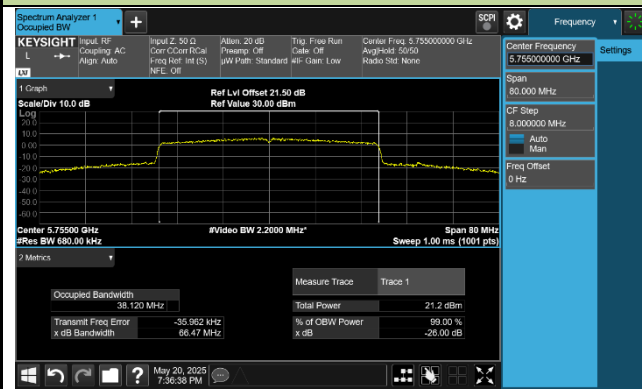 Spectrum Analyzer 1
Occupied BW
SCPI
Frequency
KEYSIGHT
L
LXI
Input: RF
Coupling: AC
Align: Auto
Input Z: 50 Ω
Corr CCorr RCal
Freq Ref: Int (S)
NFE: Off
Atten: 20 dB
Preamp: Off
µW Path: Standard
Trig: Free Run
Gate: Off
#IF Gain: Low
Center Freq: 5.755000000 GHz
Avg|Hold: 50/50
Radio Std: None
Center Frequency
5.755000000 GHz
Settings
Span
80.000 MHz
CF Step
8.000000 MHz
Auto
Man
Freq Offset
0 Hz
1 Graph
Scale/Div 10.0 dB
Ref Lvl Offset 21.50 dB
Ref Value 30.00 dBm
Log
20.0
10.0
0.00
-10.0
-20.0
-30.0
-40.0
-50.0
-60.0
Center 5.75500 GHz
#Res BW 680.00 kHz
#Video BW 2.2000 MHz*
Span 80 MHz
Sweep 1.00 ms (1001 pts)
2 Metrics
Occupied Bandwidth
38.120 MHz
Transmit Freq Error -35.962 kHz
x dB Bandwidth 66.47 MHz
Measure Trace Trace 1
Total Power 21.2 dBm
% of OBW Power 99.00 %
x dB -26.00 dB
?
May 20, 2025
7:36:38 PM